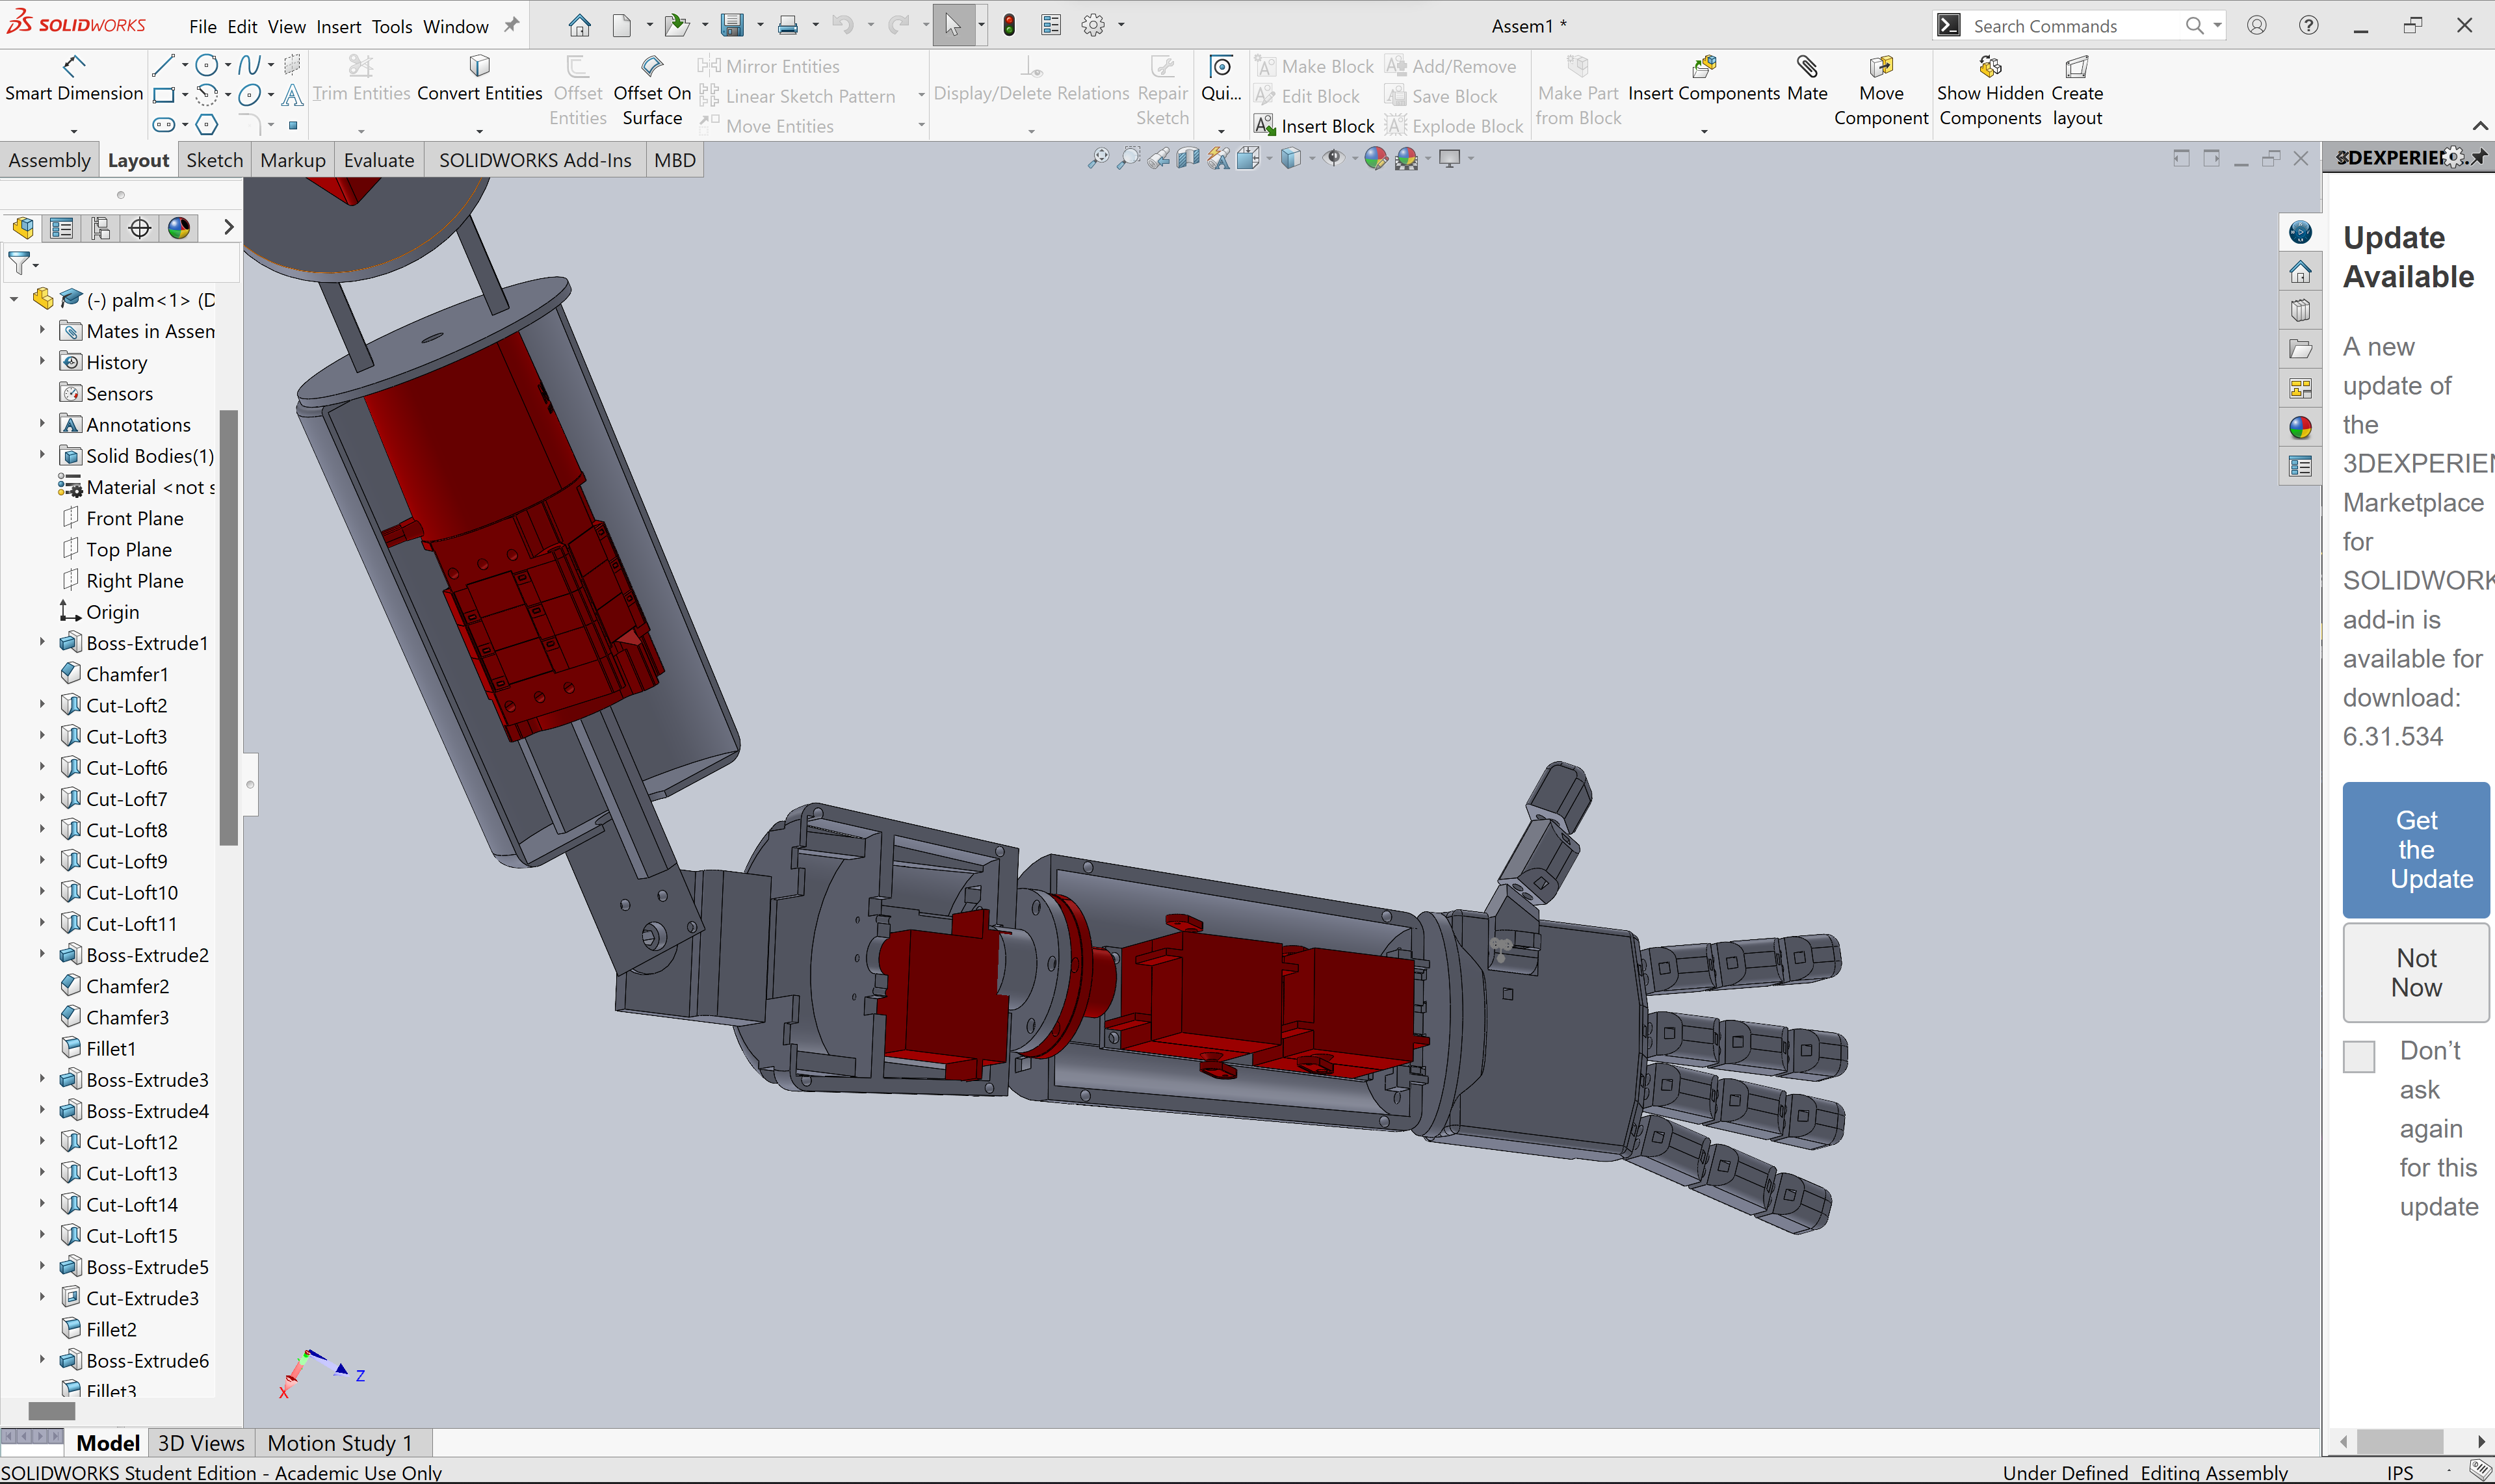 SOLIDWORKS File Edit View Insert Tools Window Assem1 * Search Commands
Smart Dimension
Trim Entities
Convert Entities
Offset
Entities
Offset On
Surface
Mirror Entities
Linear Sketch Pattern
Move Entities
Display/Delete Relations
Repair
Sketch
Qui...
Make Block
Edit Block
Insert Block
Add/Remove
Save Block
Explode Block
Make Part
from Block
Insert Components
Mate
Move
Component
Show Hidden
Components
Create
layout
Assembly Layout Sketch Markup Evaluate SOLIDWORKS Add-Ins MBD
(-) palm<1> (D
Mates in Assem
History
Sensors
Annotations
Solid Bodies(1)
Material <not s
Front Plane
Top Plane
Right Plane
Origin
Boss-Extrude1
Chamfer1
Cut-Loft2
Cut-Loft3
Cut-Loft6
Cut-Loft7
Cut-Loft8
Cut-Loft9
Cut-Loft10
Cut-Loft11
Boss-Extrude2
Chamfer2
Chamfer3
Fillet1
Boss-Extrude3
Boss-Extrude4
Cut-Loft12
Cut-Loft13
Cut-Loft14
Cut-Loft15
Boss-Extrude5
Cut-Extrude3
Fillet2
Boss-Extrude6
Fillet3
X
Z
3DEXPERIE
Update
Available
A new
update of
the
3DEXPERIEN
Marketplace
for
SOLIDWORK
add-in is
available for
download:
6.31.534
Get
the
Update
Not
Now
Don't
ask
again
for this
update
Model 3D Views Motion Study 1
SOLIDWORKS Student Edition - Academic Use Only
Under Defined Editing Assembly IPS